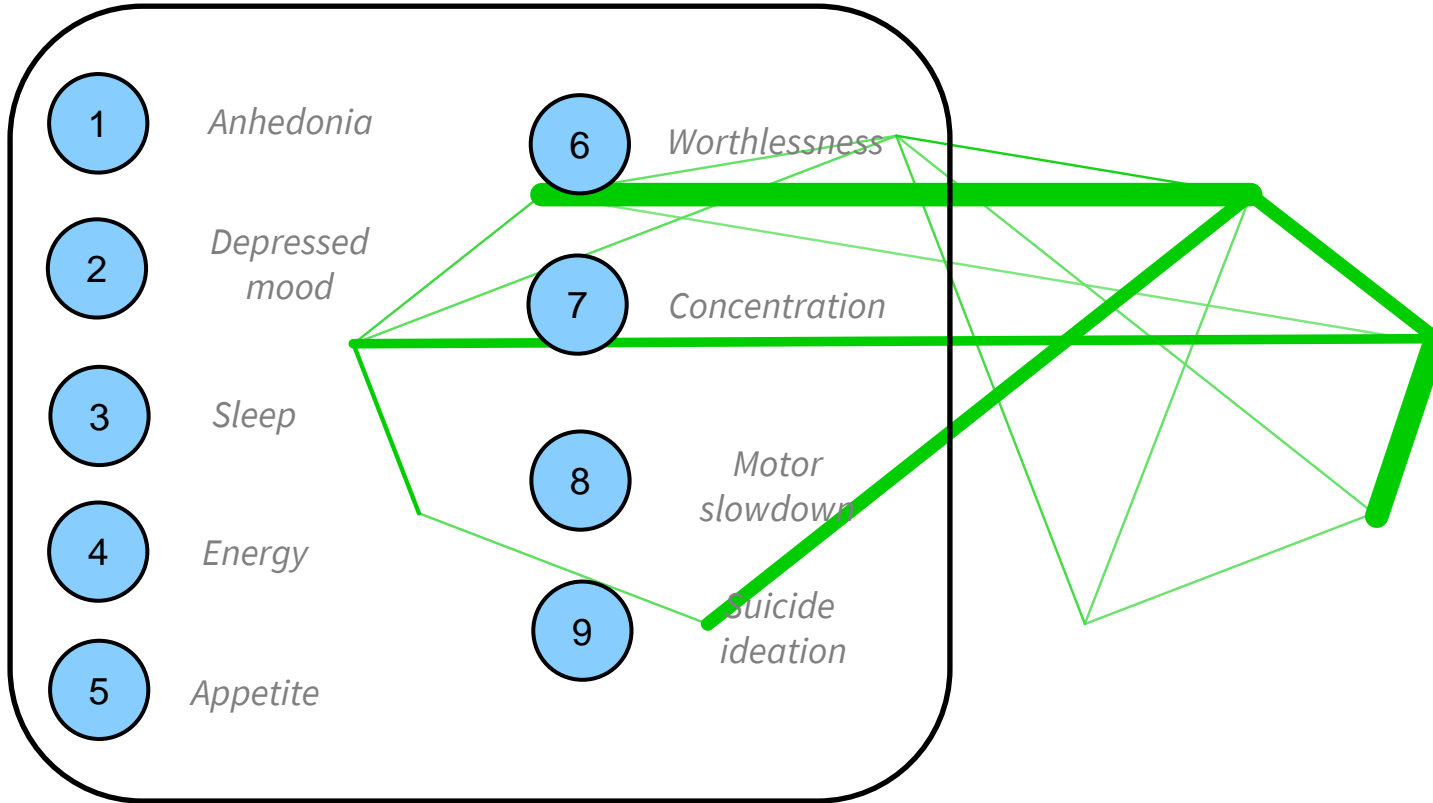 1 Anhedonia
2 Depressed
mood
3 Sleep
4 Energy
5 Appetite
6 Worthlessness
7 Concentration
8 Motor
slowdown
9 Suicide
ideation